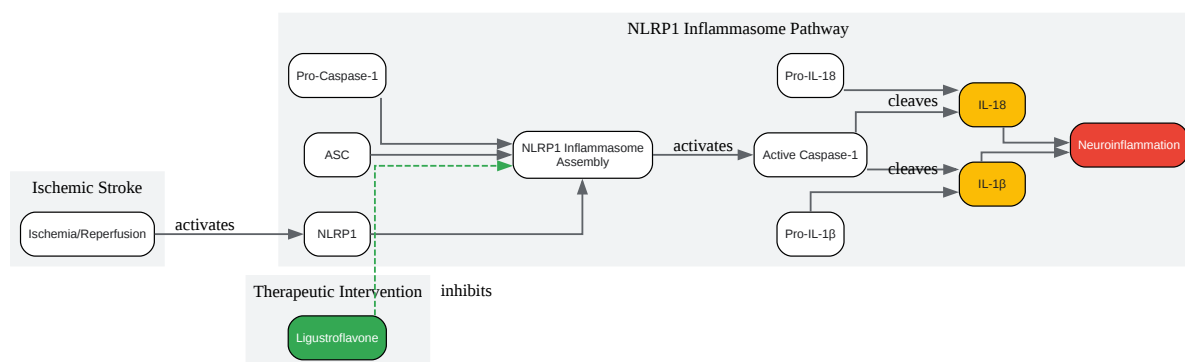 NLRP1 Inflammasome Pathway
Pro-Caspase-1
Pro-IL-18
cleaves
IL-18
ASC
NLRP1 Inflammasome
Assembly
activates
Active Caspase-1
Neuroinflammation
cleaves
IL-1β
Ischemic Stroke
Ischemia/Reperfusion
activates
NLRP1
Pro-IL-1β
Therapeutic Intervention
inhibits
Ligustroflavone